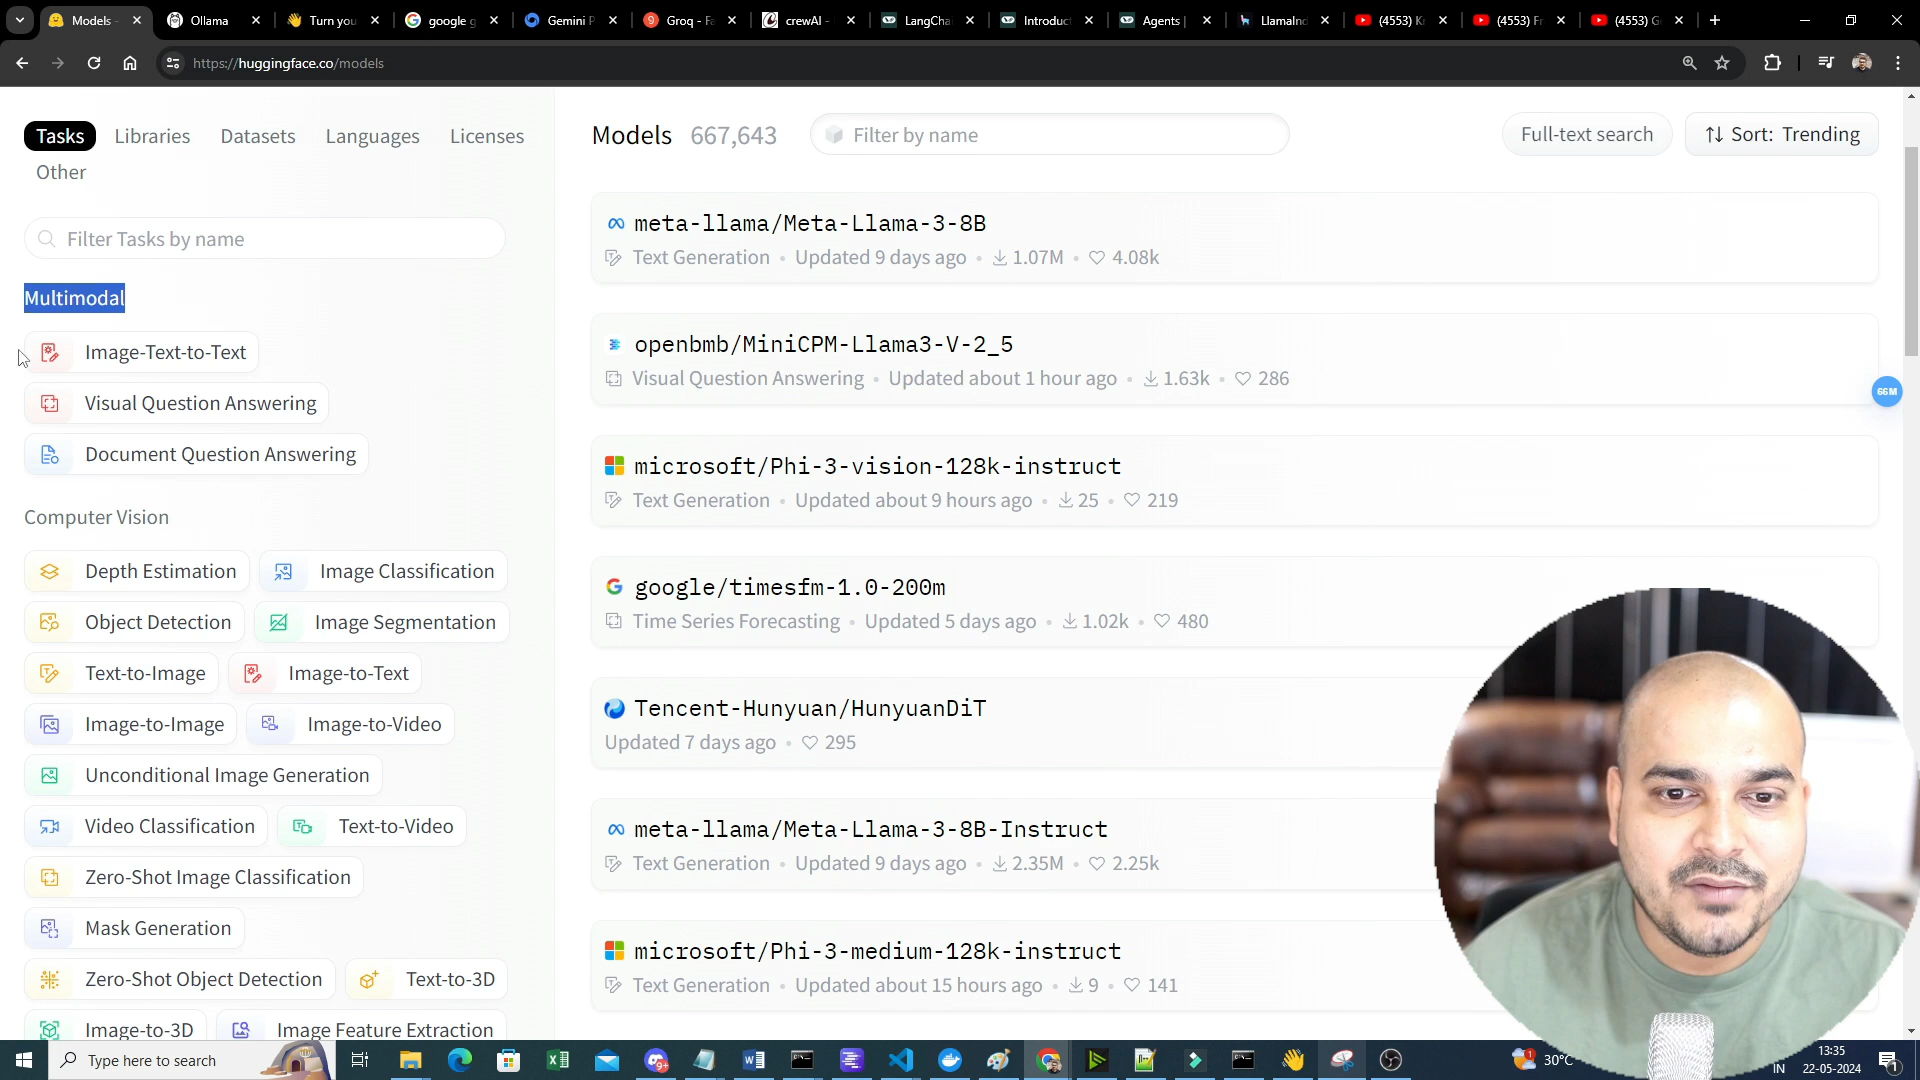 Models -
Ollama
Turn you
google g
Gemini P
Groq - Fa
crewAI -
LangChai
Introduct
Agents |
LlamaInd
(4553) K
(4553) Fr
(4553) G
https://huggingface.co/models
Tasks Libraries Datasets Languages Licenses
Other
Filter Tasks by name
Multimodal
Image-Text-to-Text
Visual Question Answering
Document Question Answering
Computer Vision
Depth Estimation Image Classification
Object Detection Image Segmentation
Text-to-Image Image-to-Text
Image-to-Image Image-to-Video
Unconditional Image Generation
Video Classification Text-to-Video
Zero-Shot Image Classification
Mask Generation
Zero-Shot Object Detection Text-to-3D
Image-to-3D Image Feature Extraction
Models 667,643 Filter by name Full-text search Sort: Trending
meta-llama/Meta-Llama-3-8B
Text Generation • Updated 9 days ago • 1.07M • 4.08k
openbmb/MiniCPM-Llama3-V-2_5
Visual Question Answering • Updated about 1 hour ago • 1.63k • 286
microsoft/Phi-3-vision-128k-instruct
Text Generation • Updated about 9 hours ago • 25 • 219
google/timesfm-1.0-200m
Time Series Forecasting • Updated 5 days ago • 1.02k • 480
Tencent-Hunyuan/HunyuanDiT
Updated 7 days ago • 295
meta-llama/Meta-Llama-3-8B-Instruct
Text Generation • Updated 9 days ago • 2.35M • 2.25k
microsoft/Phi-3-medium-128k-instruct
Text Generation • Updated about 15 hours ago • 9 • 141
66M
Type here to search
9+
1
30°C
IN
13:35
22-05-2024
1